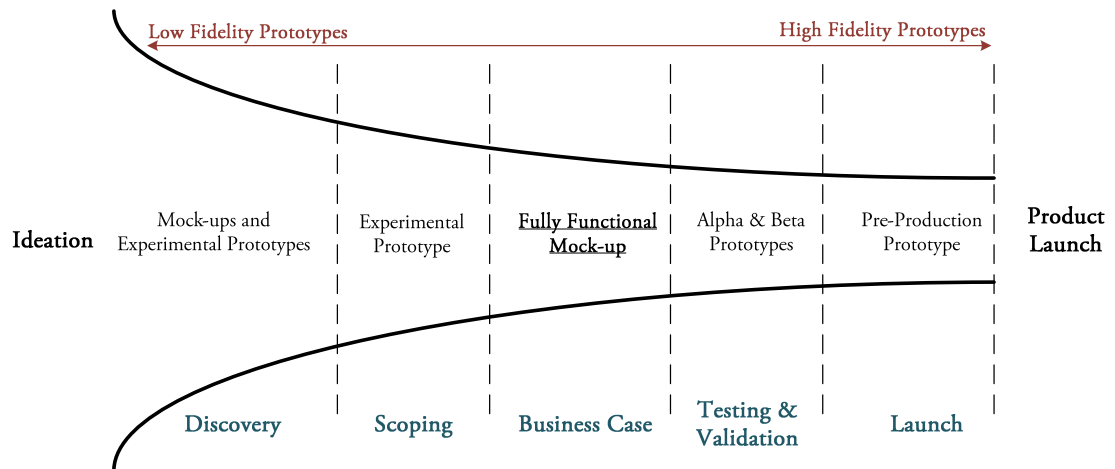 Low Fidelity Prototypes
High Fidelity Prototypes
Ideation
Mock-ups and
Experimental Prototypes
Experimental
Prototype
Fully Functional
Mock-up
Alpha & Beta
Prototypes
Pre-Production
Prototype
Product
Launch
Discovery
Scoping
Business Case
Testing &
Validation
Launch